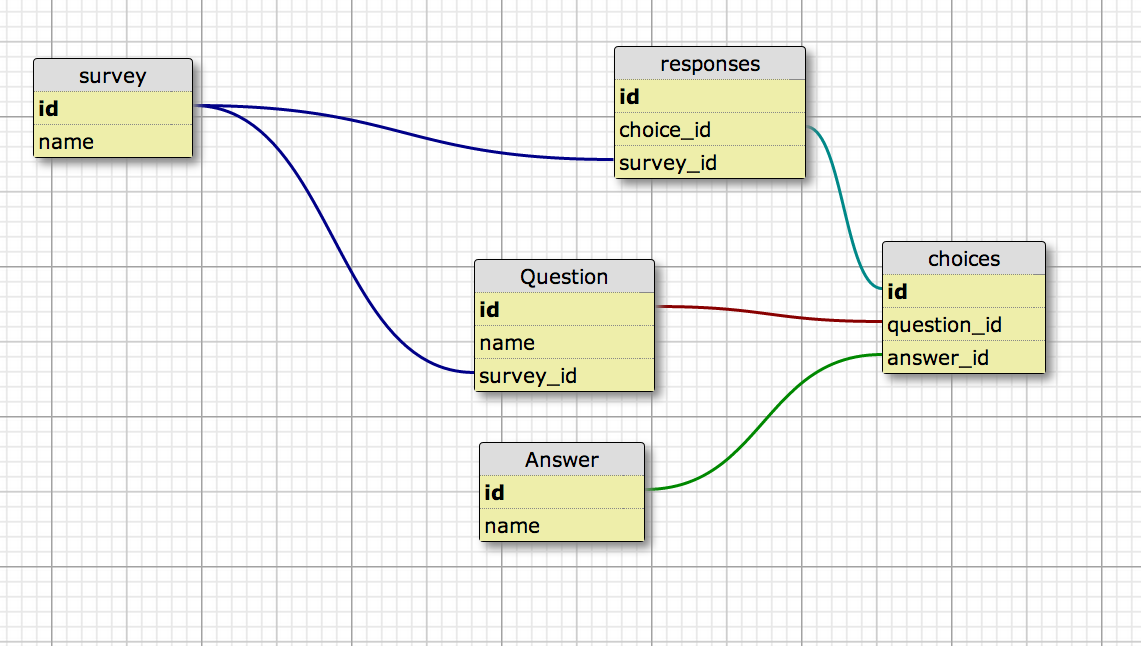 survey
id
name
responses
id
choice_id
survey_id
Question
id
name
survey_id
choices
id
question_id
answer_id
Answer
id
name